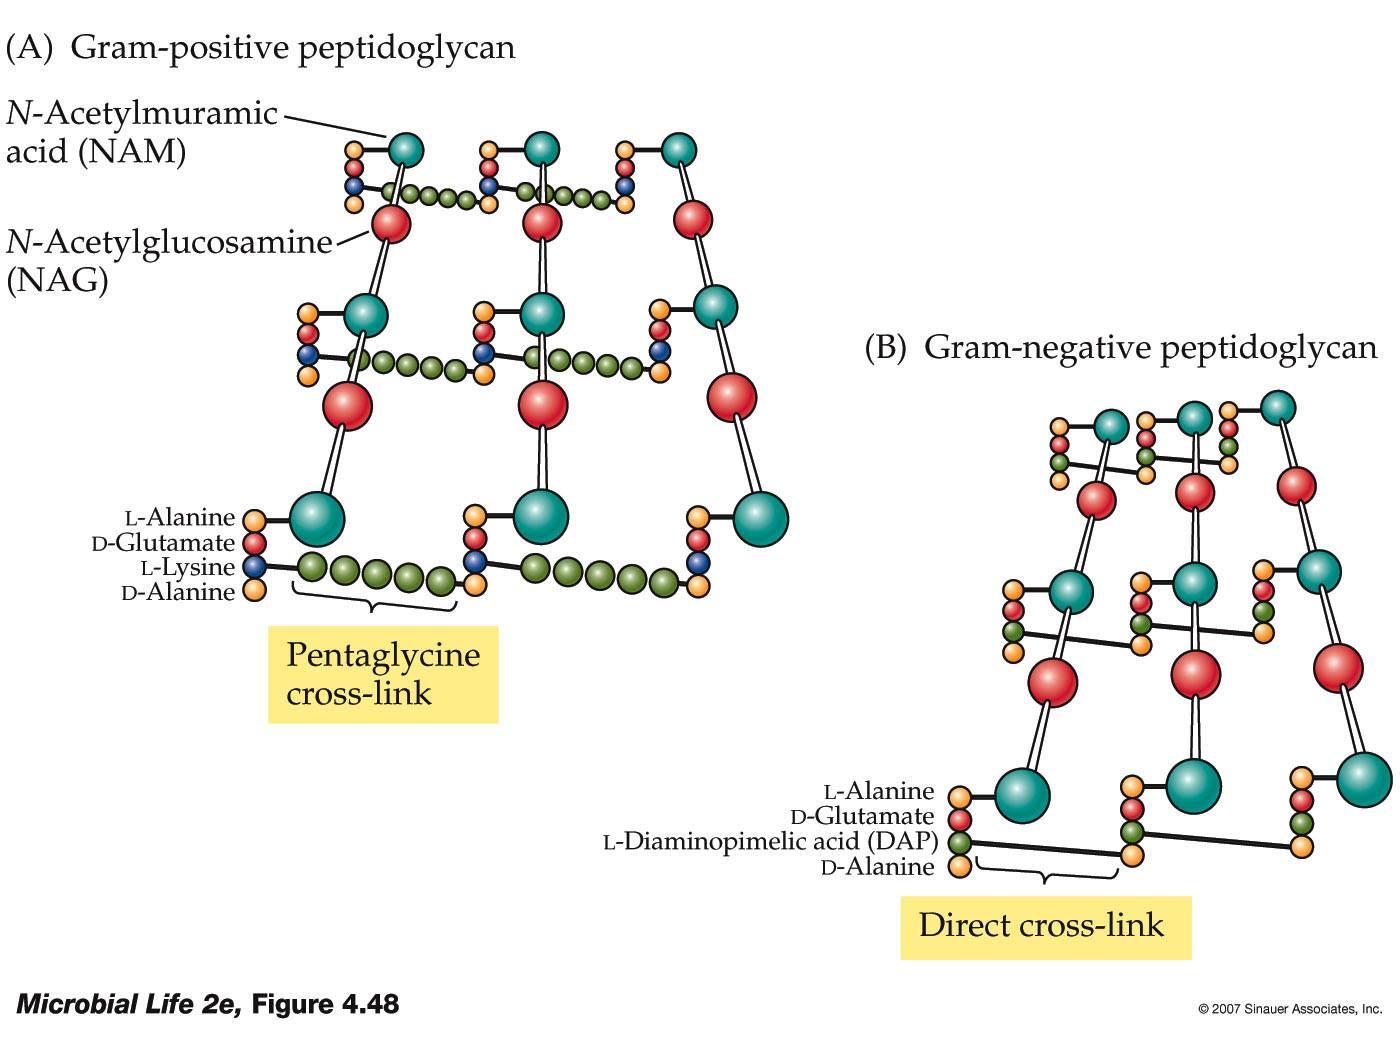 (A) Gram-positive peptidoglycan
N-Acetylmuramic
acid (NAM)
N-Acetylglucosamine
(NAG)
L-Alanine
D-Glutamate
L-Lysine
D-Alanine
Pentaglycine
cross-link
(B) Gram-negative peptidoglycan
L-Alanine
D-Glutamate
L-Diaminopimelic acid (DAP)
D-Alanine
Direct cross-link
Microbial Life 2e, Figure 4.48
© 2007 Sinauer Associates, Inc.